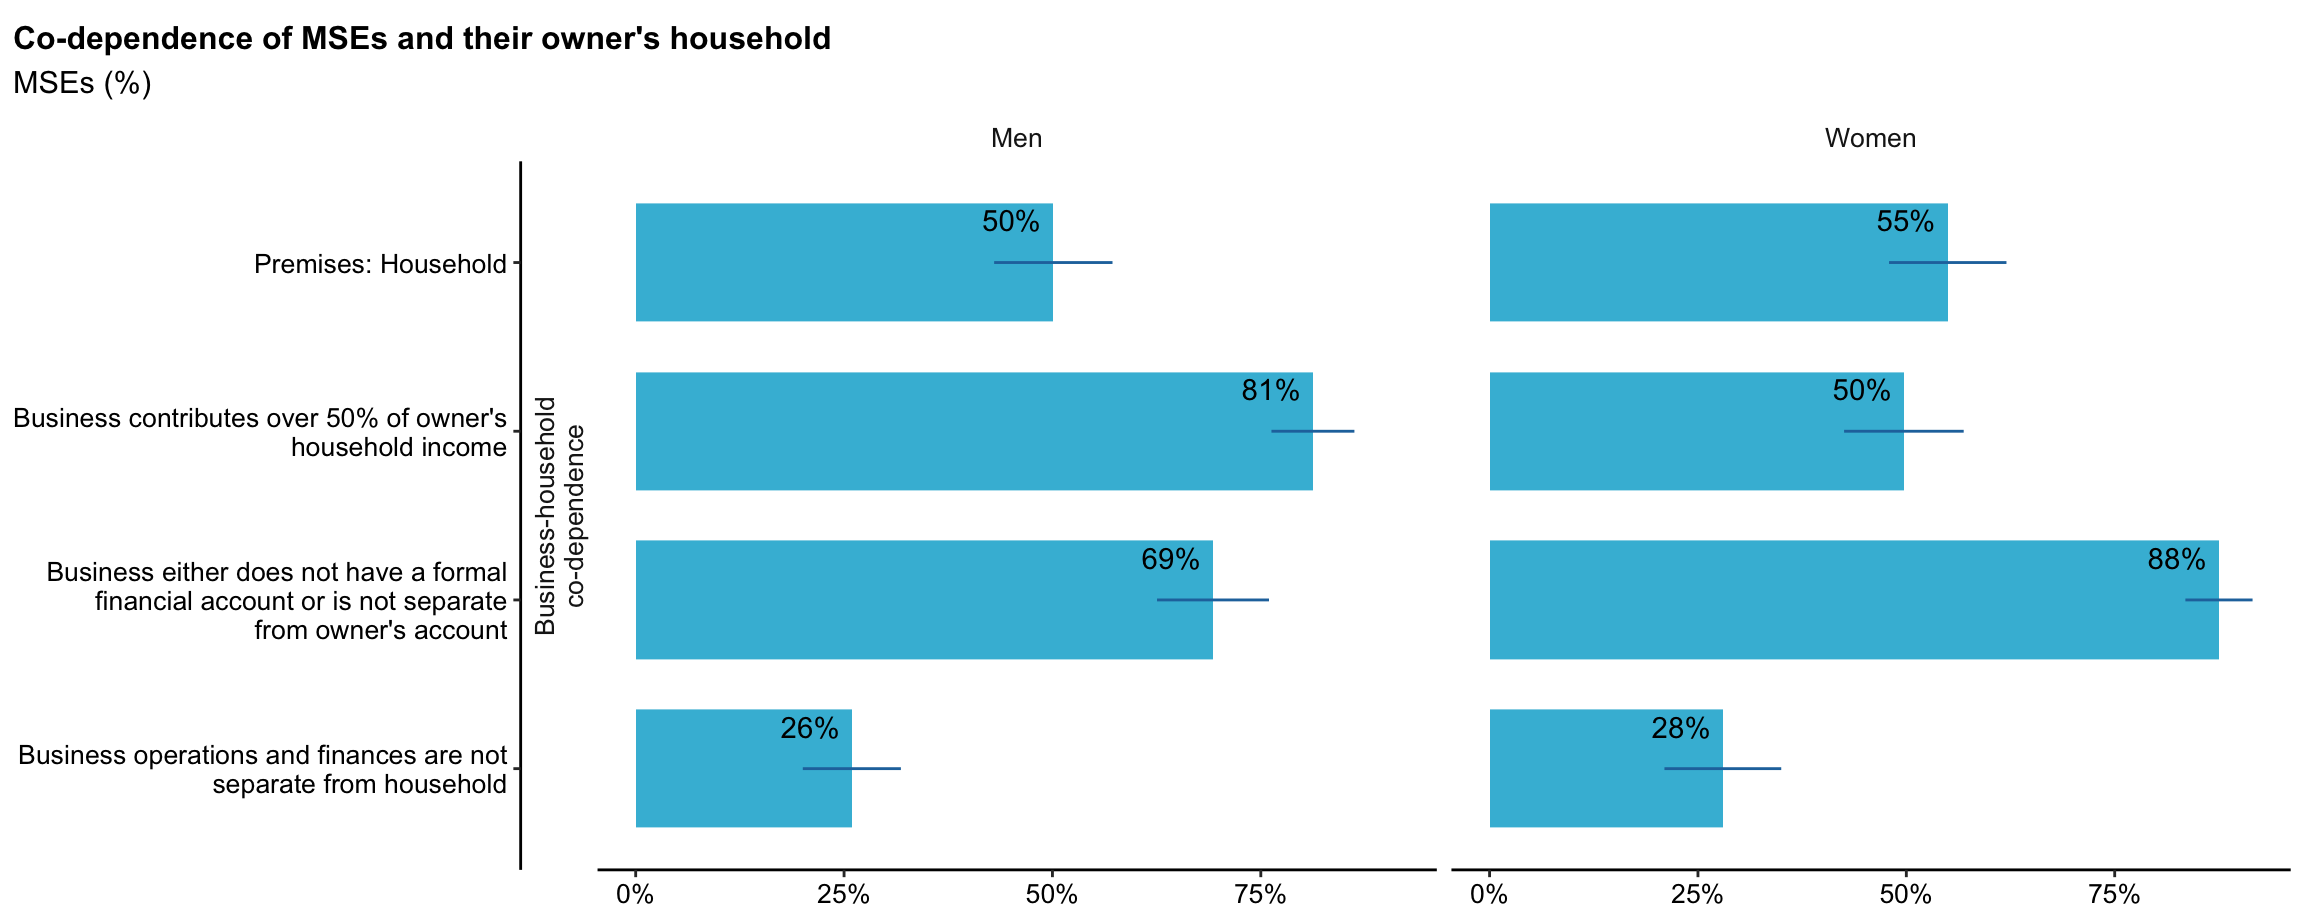 Co-dependence of MSEs and their owner's household
MSEs (%)
Men
Women
Premises: Household
50%
55%
Business contributes over 50% of owner's
household income
81%
50%
Business either does not have a formal
financial account or is not separate
from owner's account
69%
88%
Business operations and finances are not
separate from household
26%
28%
Business-household
co-dependence
0%
25%
50%
75%
0%
25%
50%
75%